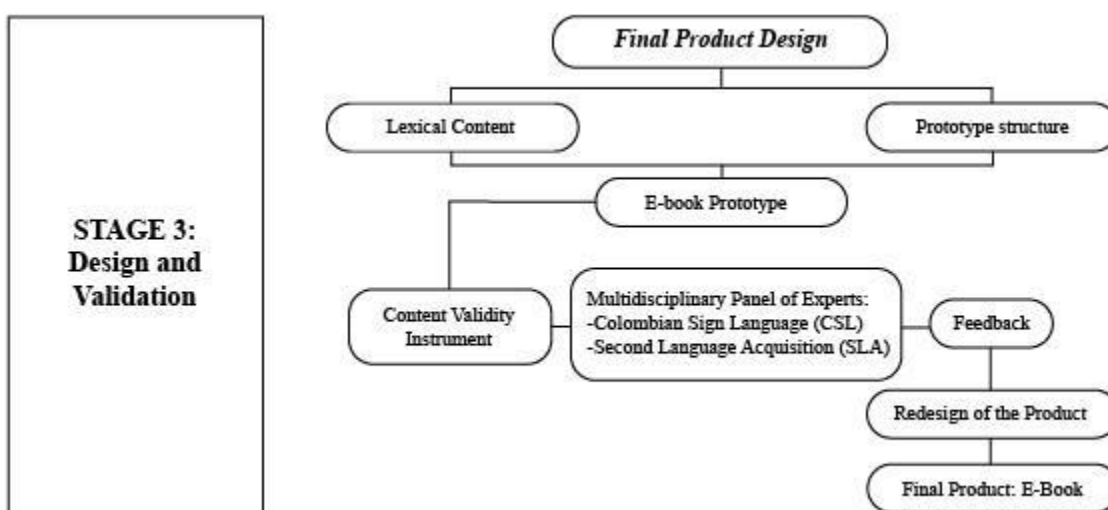 STAGE 3:
Design and
Validation
Final Product Design
Lexical Content
Prototype structure
E-book Prototype
Content Validity
Instrument
Multidisciplinary Panel of Experts:
-Colombian Sign Language (CSL)
-Second Language Acquisition (SLA)
Feedback
Redesign of the Product
Final Product: E-Book